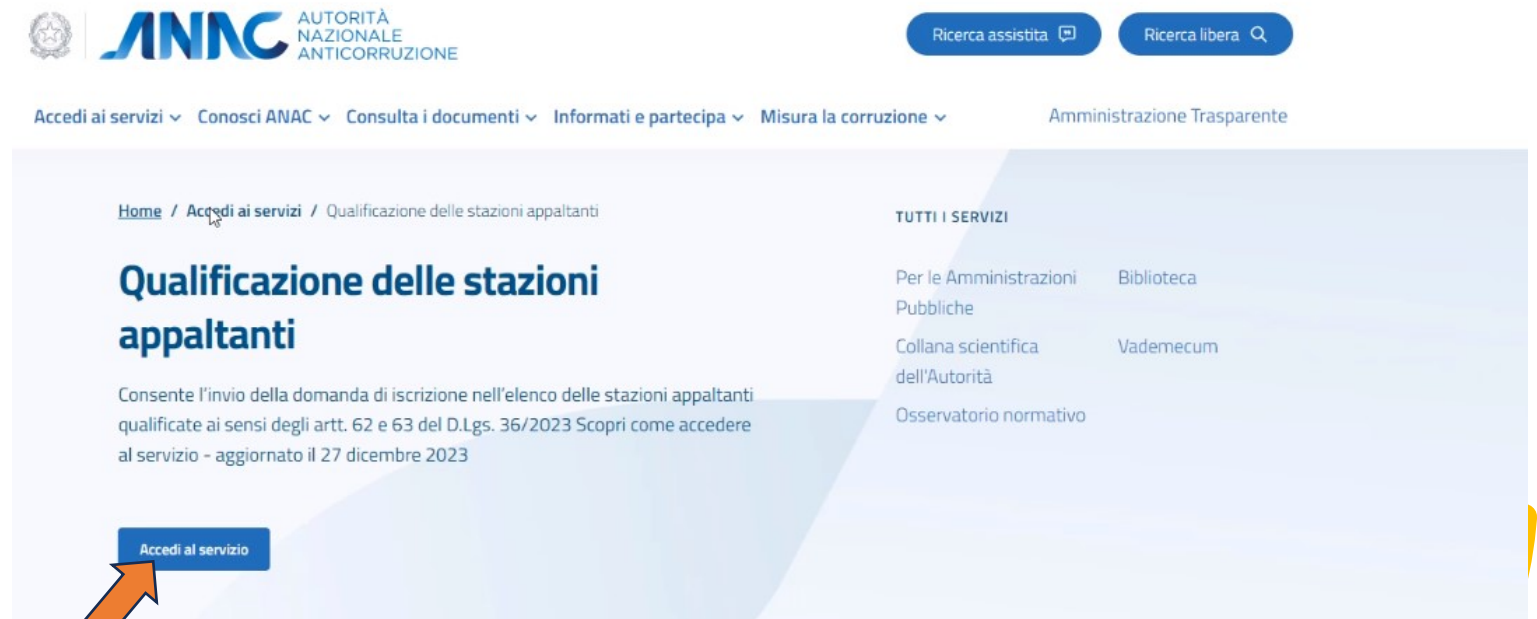 ANAC
AUTORITÀ
NAZIONALE
ANTICORRUZIONE
Ricerca assistita
Ricerca libera
Accedi ai servizi
Conosci ANAC
Consulta i documenti
Informati e partecipa
Misura la corruzione
Amministrazione Trasparente
Home / Accedi ai servizi / Qualificazione delle stazioni appaltanti
Qualificazione delle stazioni
appaltanti
Consente l'invio della domanda di iscrizione nell'elenco delle stazioni appaltanti
qualificate ai sensi degli artt. 62 e 63 del D.Lgs. 36/2023 Scopri come accedere
al servizio - aggiornato il 27 dicembre 2023
Accedi al servizio
TUTTI I SERVIZI
Per le Amministrazioni
Pubbliche
Biblioteca
Collana scientifica
dell'Autorità
Vademecum
Osservatorio normativo